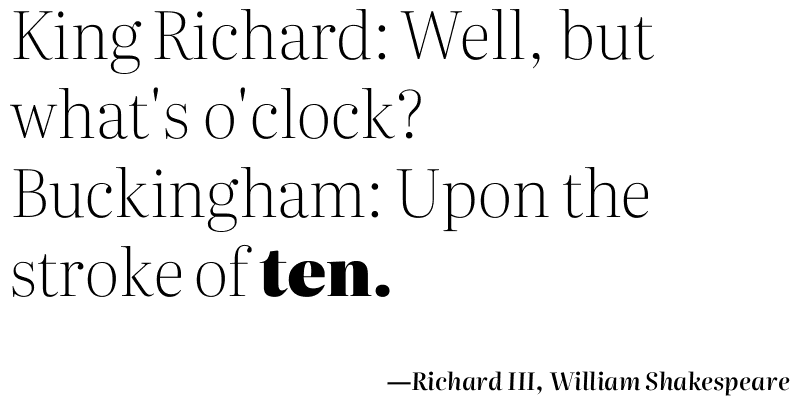 King Richard: Well, but
what's o'clock?
Buckingham: Upon the
stroke of ten.
—Richard III, William Shakespeare